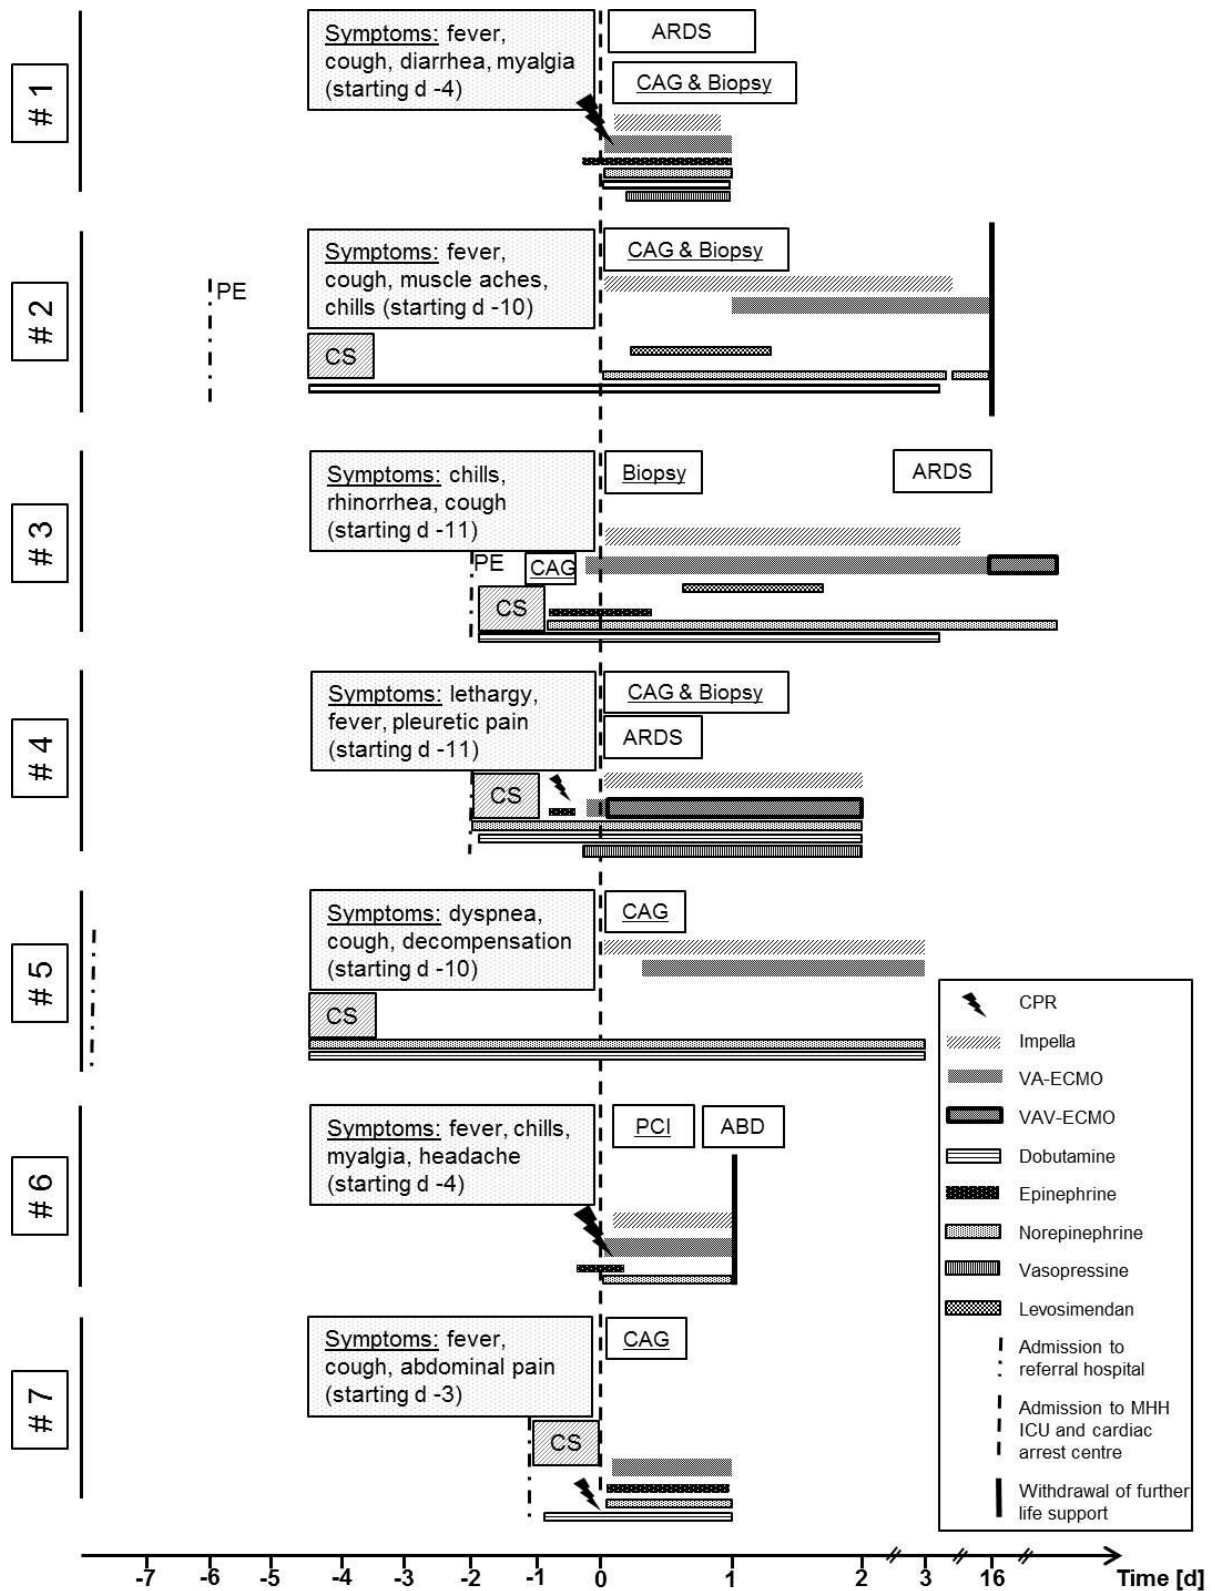 # 1
Symptoms: fever,
cough, diarrhea, myalgia
(starting d -4)
ARDS
CAG & Biopsy
# 2
PE
Symptoms: fever,
cough, muscle aches,
chills (starting d -10)
CS
CAG & Biopsy
# 3
Symptoms: chills,
rhinorrhea, cough
(starting d -11)
Biopsy
ARDS
PE
CAG
CS
# 4
Symptoms: lethargy,
fever, pleuretic pain
(starting d -11)
CAG & Biopsy
ARDS
CS
# 5
Symptoms: dyspnea,
cough, decompensation
(starting d -10)
CAG
CS
# 6
Symptoms: fever, chills,
myalgia, headache
(starting d -4)
PCI
ABD
# 7
Symptoms: fever,
cough, abdominal pain
(starting d -3)
CAG
CS
CPR
Impella
VA-ECMO
VAV-ECMO
Dobutamine
Epinephrine
Norepinephrine
Vasopressine
Levosimendan
Admission to
referral hospital
Admission to MHH
ICU and cardiac
arrest centre
Withdrawal of further
life support
-7 -6 -5 -4 -3 -2 -1 0 1 2 3 16 Time [d]